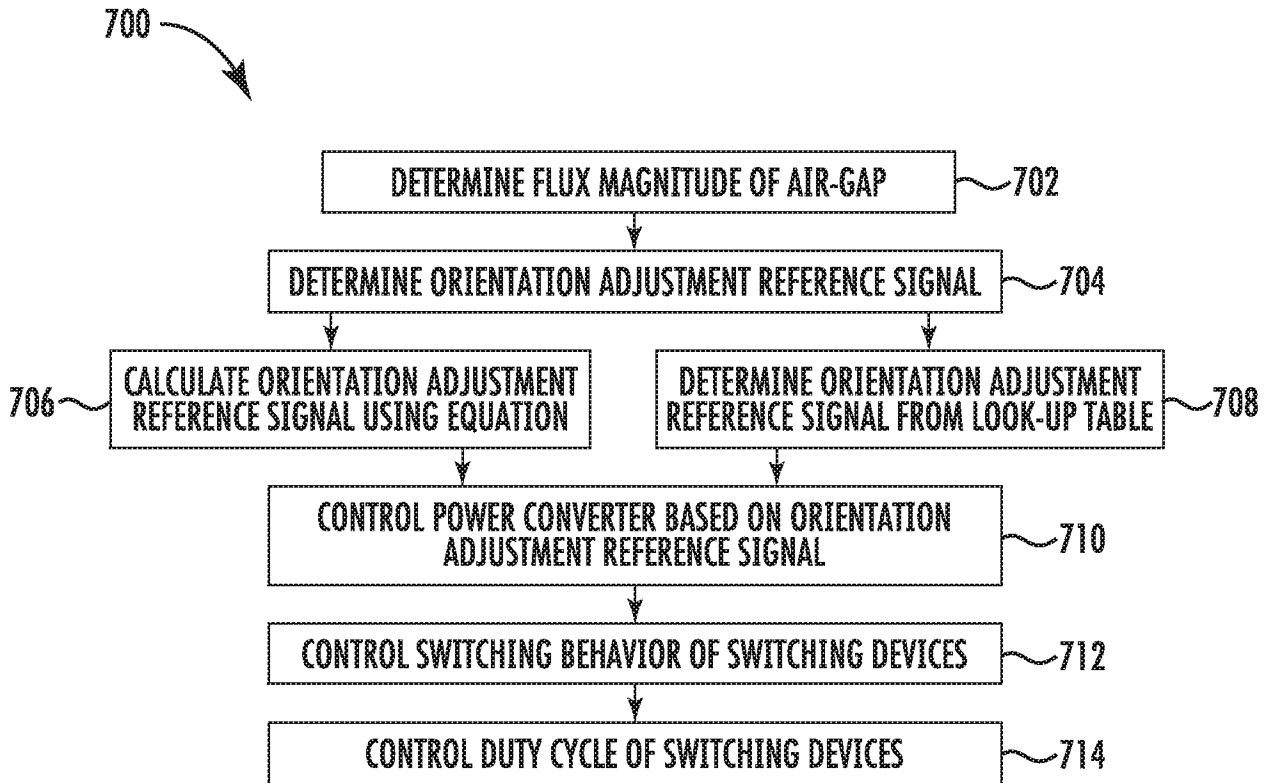 700
DETERMINE FLUX MAGNITUDE OF AIR-GAP
702
DETERMINE ORIENTATION ADJUSTMENT REFERENCE SIGNAL
704
706
CALCULATE ORIENTATION ADJUSTMENT
REFERENCE SIGNAL USING EQUATION
DETERMINE ORIENTATION ADJUSTMENT
REFERENCE SIGNAL FROM LOOK-UP TABLE
708
CONTROL POWER CONVERTER BASED ON ORIENTATION
ADJUSTMENT REFERENCE SIGNAL
710
CONTROL SWITCHING BEHAVIOR OF SWITCHING DEVICES
712
CONTROL DUTY CYCLE OF SWITCHING DEVICES
714